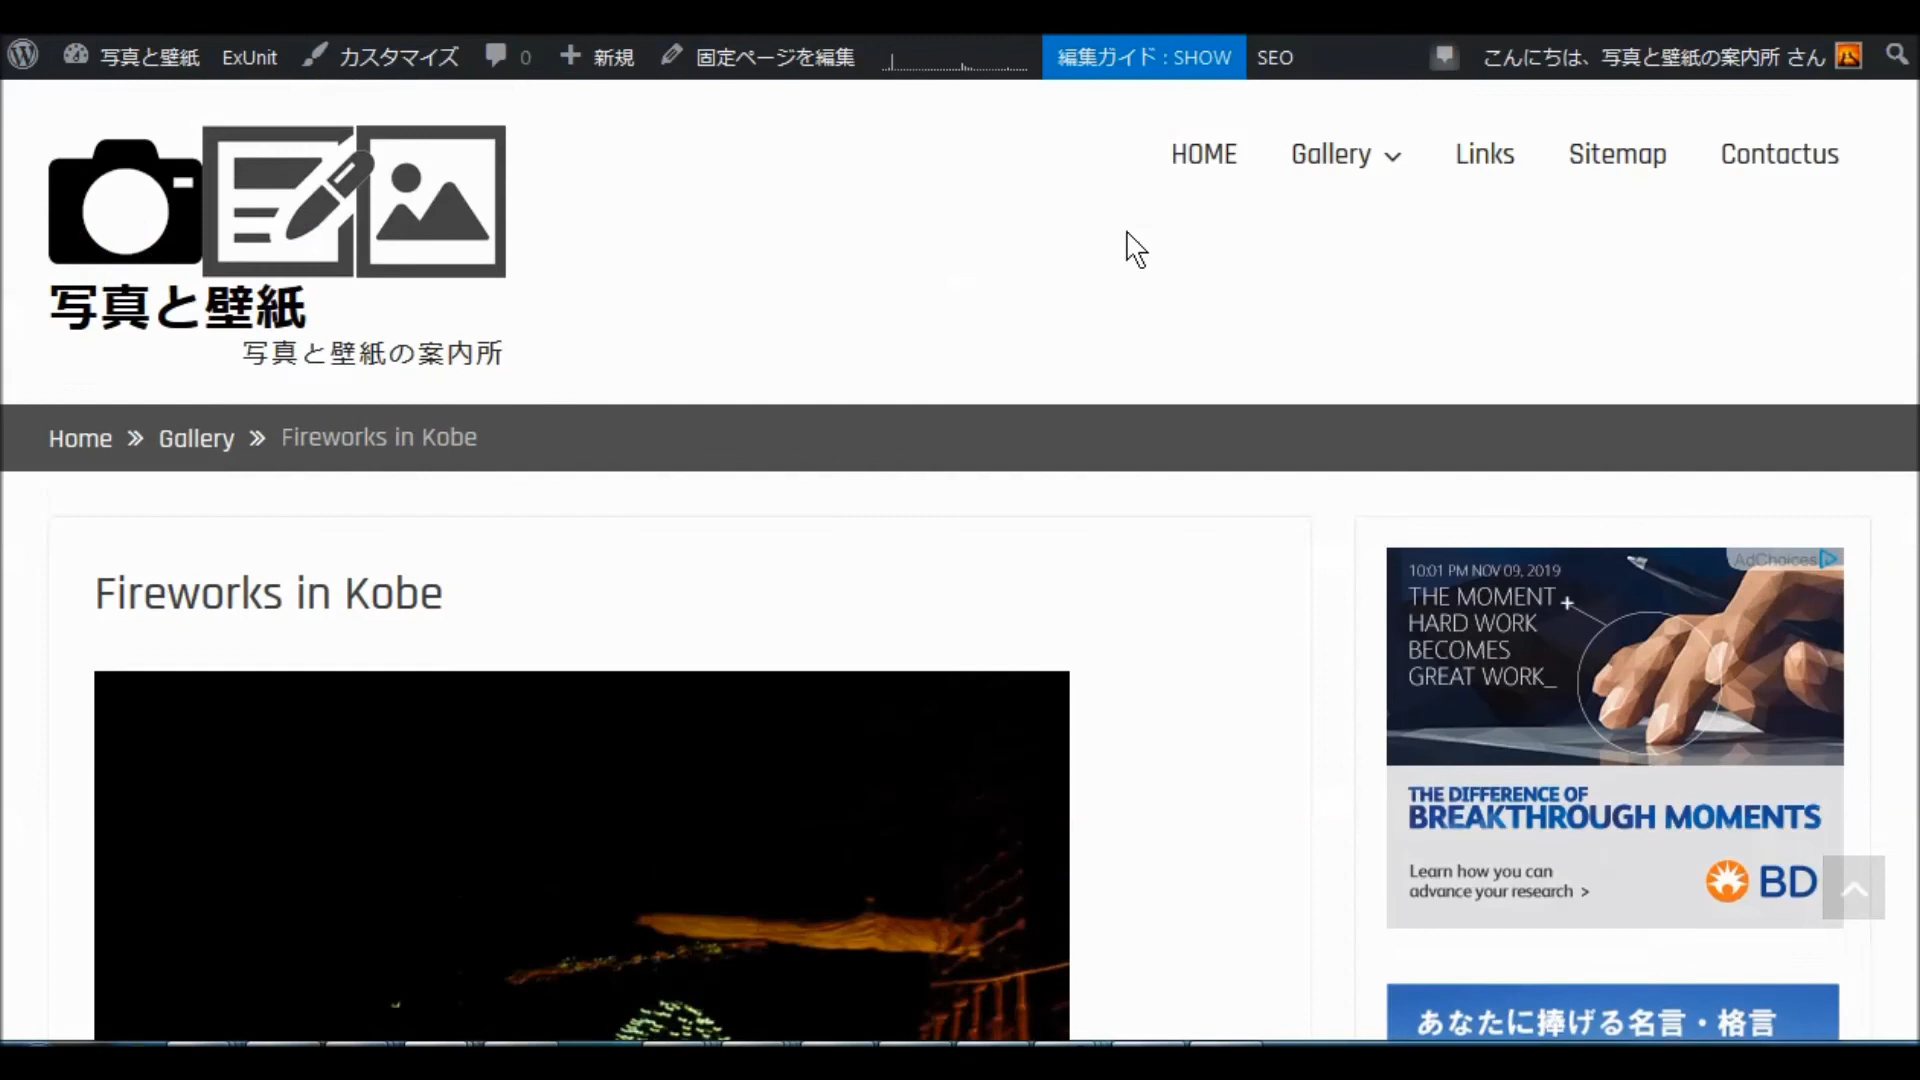 写真と壁紙 ExUnit カスタマイズ 0 新規 固定ページを編集 編集ガイド : SHOW SEO こんにちは、写真と壁紙の案内所 さん
HOME Gallery Links Sitemap Contactus
写真と壁紙
写真と壁紙の案内所
Home » Gallery » Fireworks in Kobe
Fireworks in Kobe
AdChoices
10:01 PM NOV 09, 2019
THE MOMENT
HARD WORK
BECOMES
GREAT WORK_
THE DIFFERENCE OF
BREAKTHROUGH MOMENTS
Learn how you can
advance your research >
BD
あなたに捧げる名言・格言